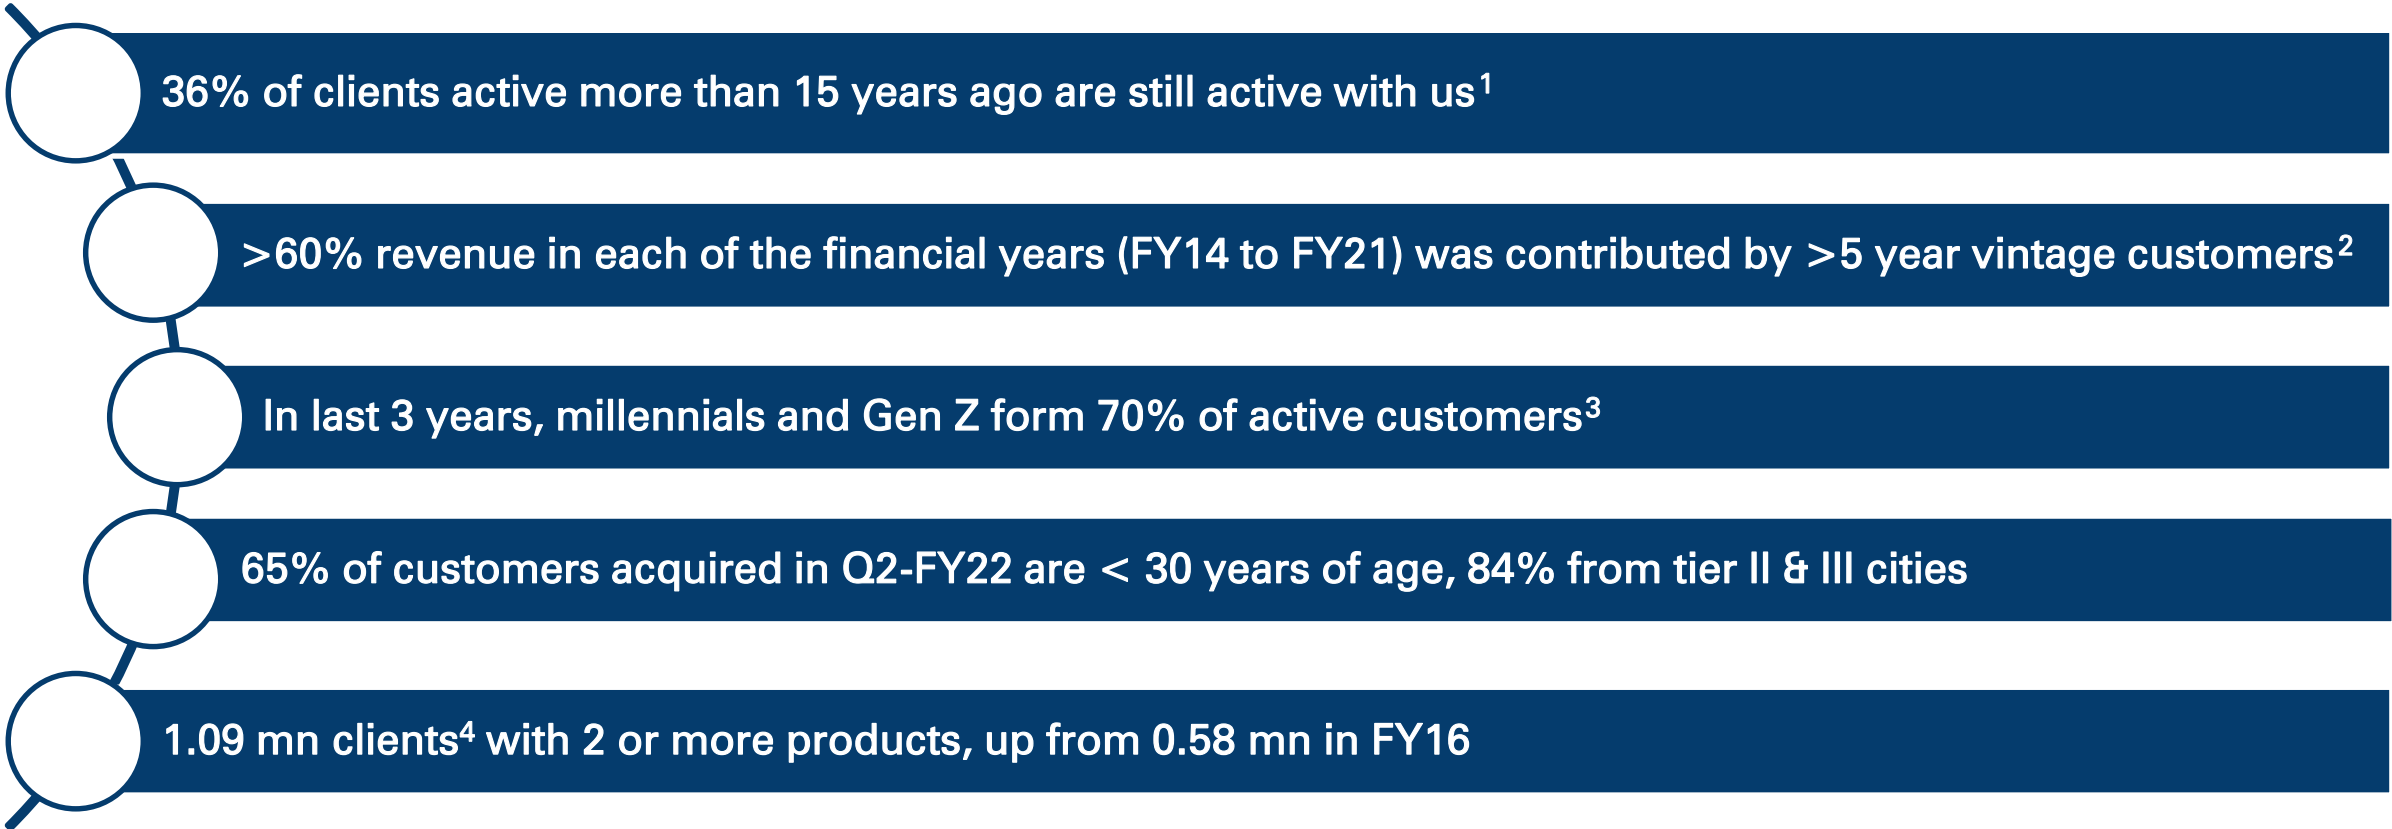 36% of clients active more than 15 years ago are still active with us¹
>60% revenue in each of the financial years (FY14 to FY21) was contributed by >5 year vintage customers²
In last 3 years, millennials and Gen Z form 70% of active customers³
65% of customers acquired in Q2-FY22 are < 30 years of age, 84% from tier II & III cities
1.09 mn clients⁴ with 2 or more products, up from 0.58 mn in FY16